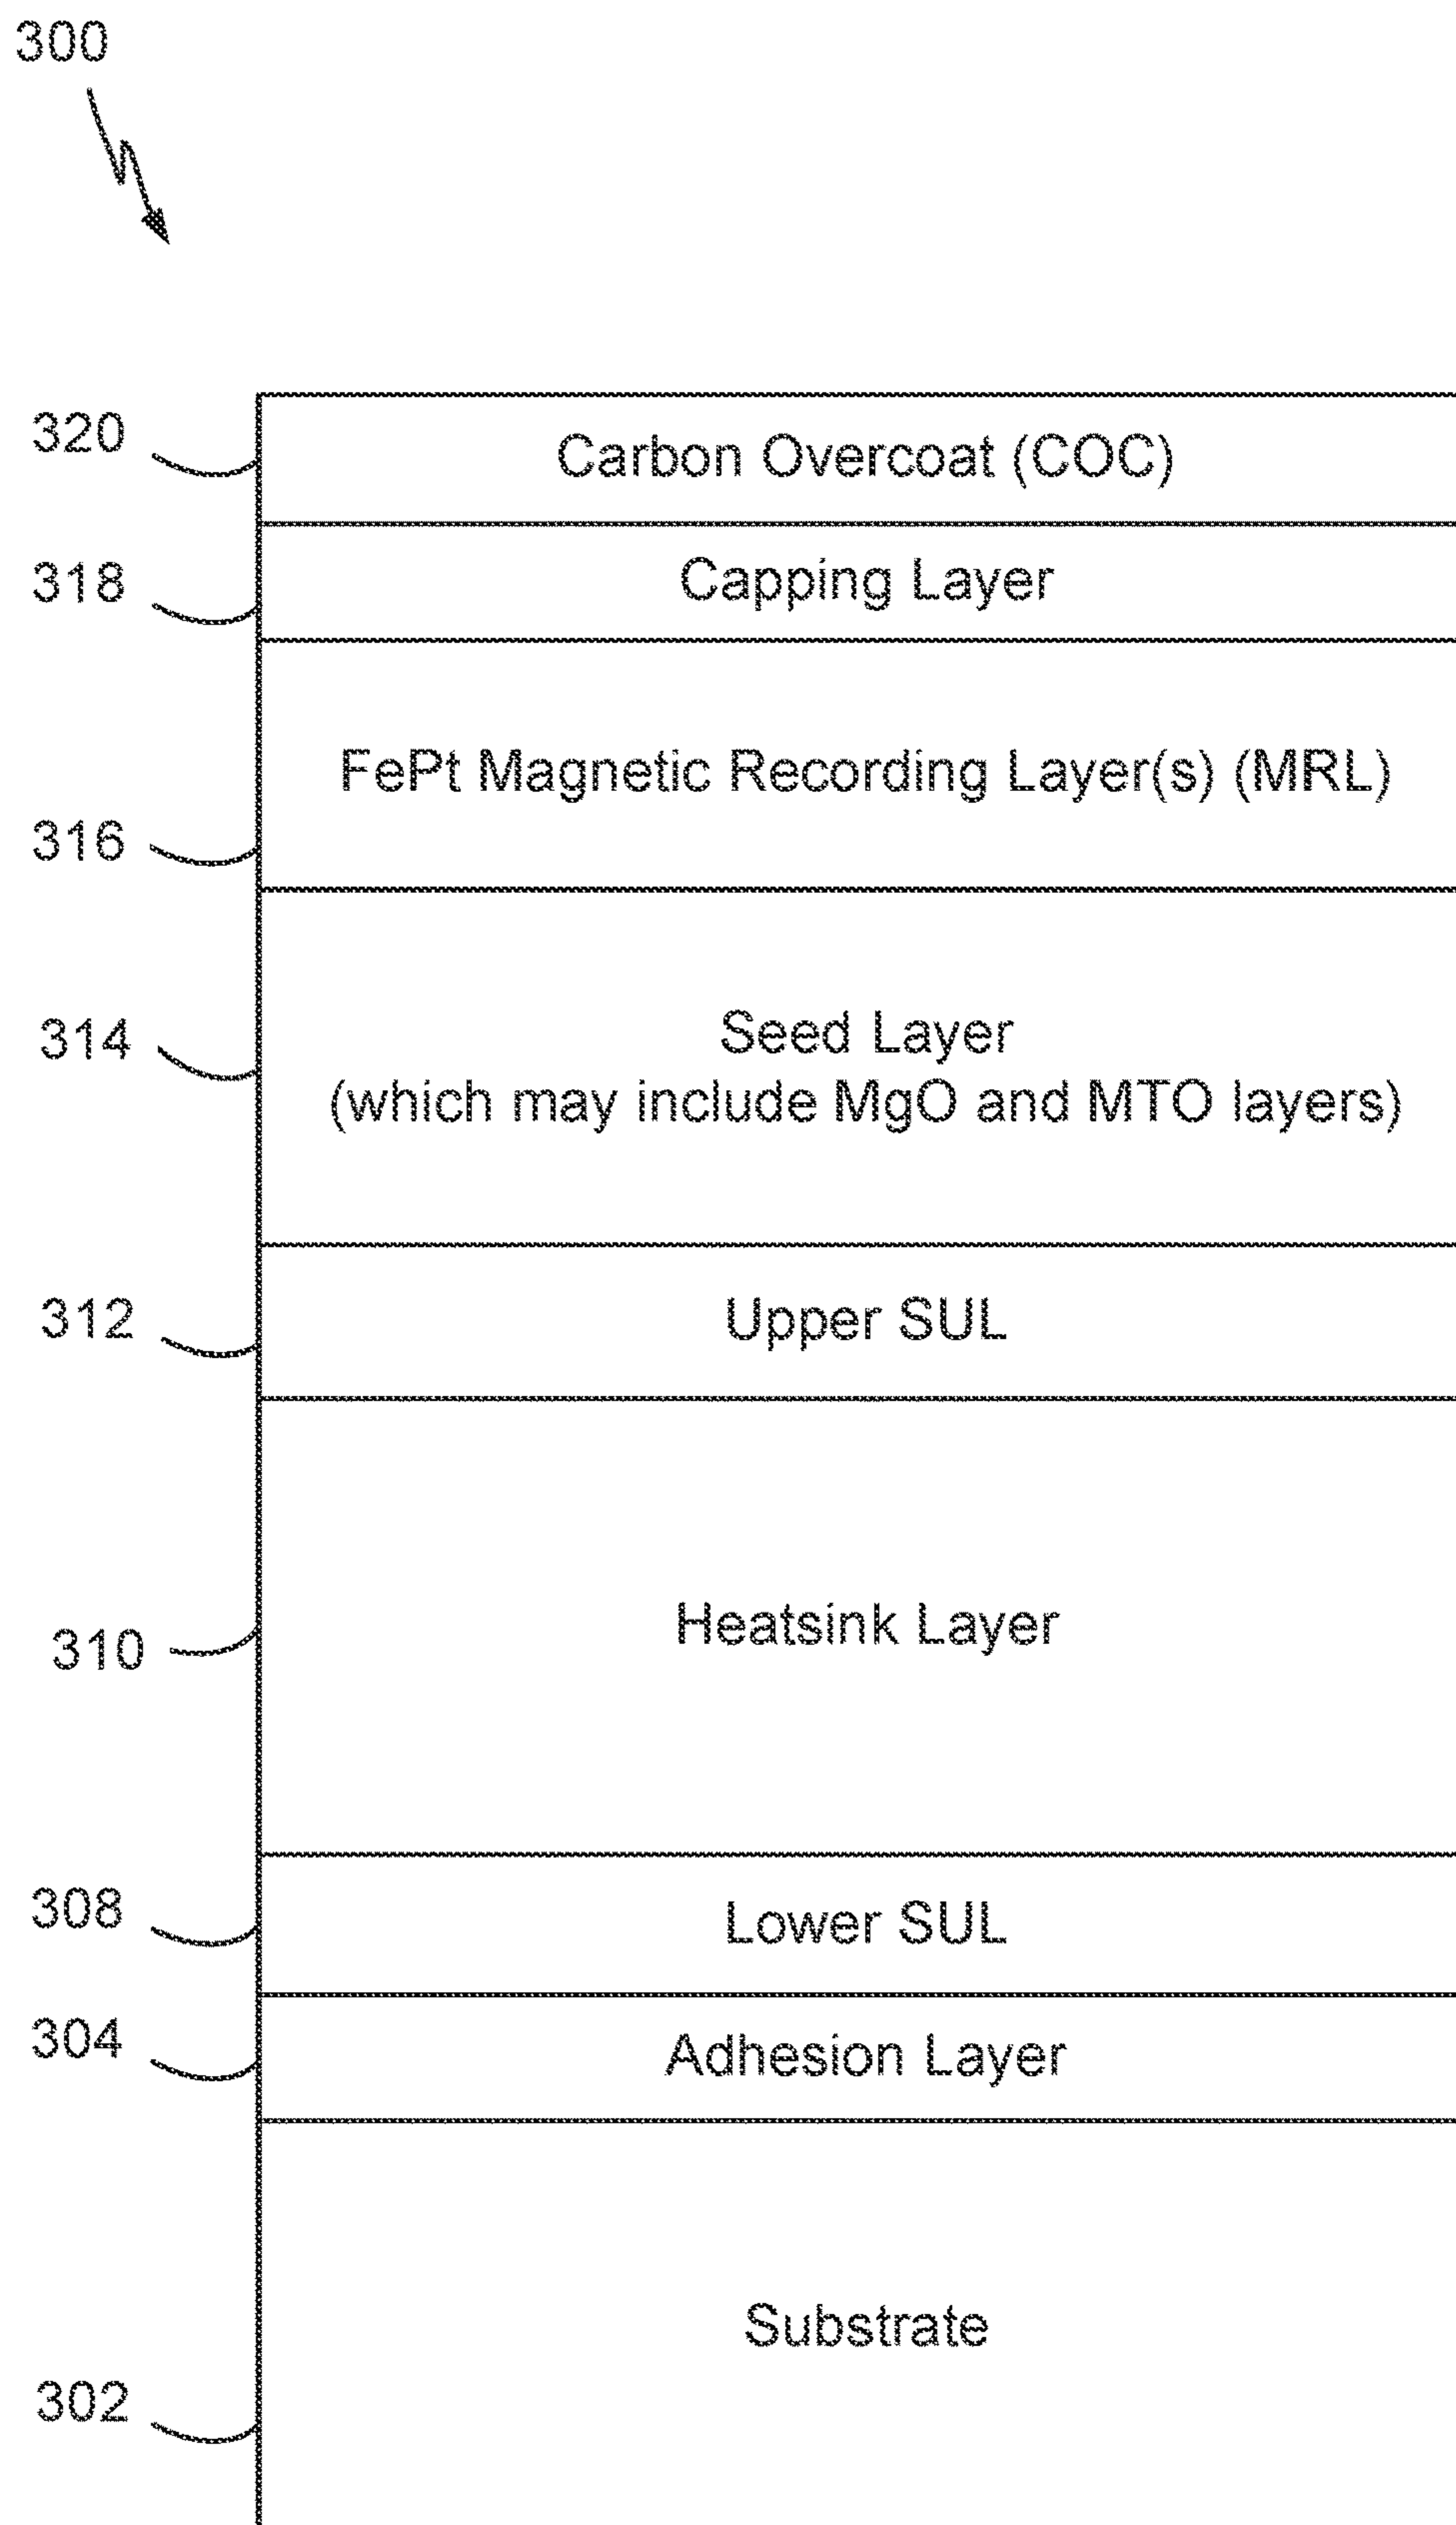 300
320
Carbon Overcoat (COC)
318
Capping Layer
FePt Magnetic Recording Layer(s) (MRL)
316
314
Seed Layer
(which may include MgO and MTO layers)
312
Upper SUL
310
Heatsink Layer
308
Lower SUL
304
Adhesion Layer
Substrate
302